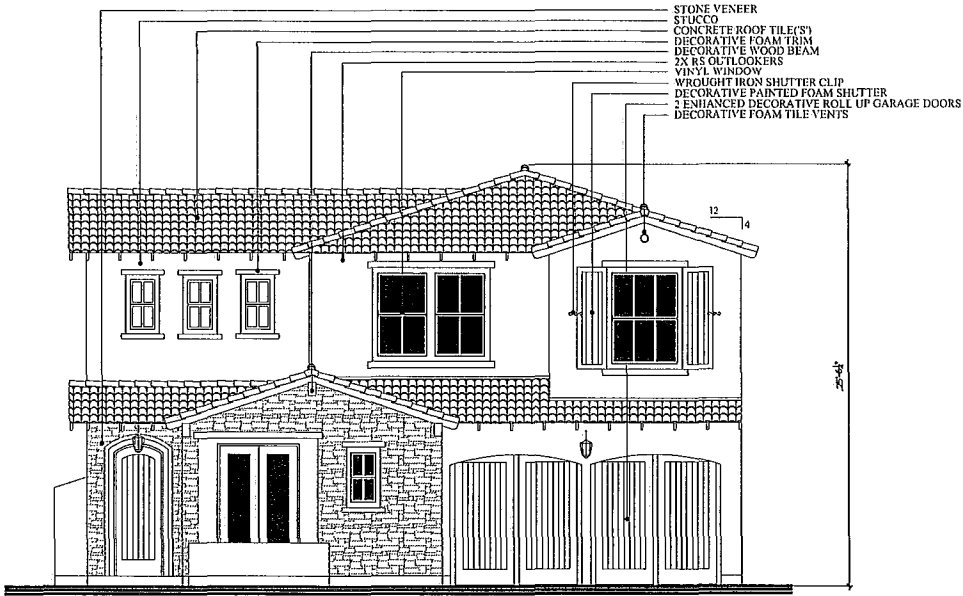 STONE VENEER
STUCCO
CONCRETE ROOF TILE('S')
DECORATIVE FOAM TRIM
DECORATIVE WOOD BEAM
2X RS OUTLOOKERS
VINYL WINDOW
WROUGHT IRON SHUTTER CLIP
DECORATIVE PAINTED FOAM SHUTTER
2 ENHANCED DECORATIVE ROLL UP GARAGE DOORS
DECORATIVE FOAM TILE VENTS
12
4